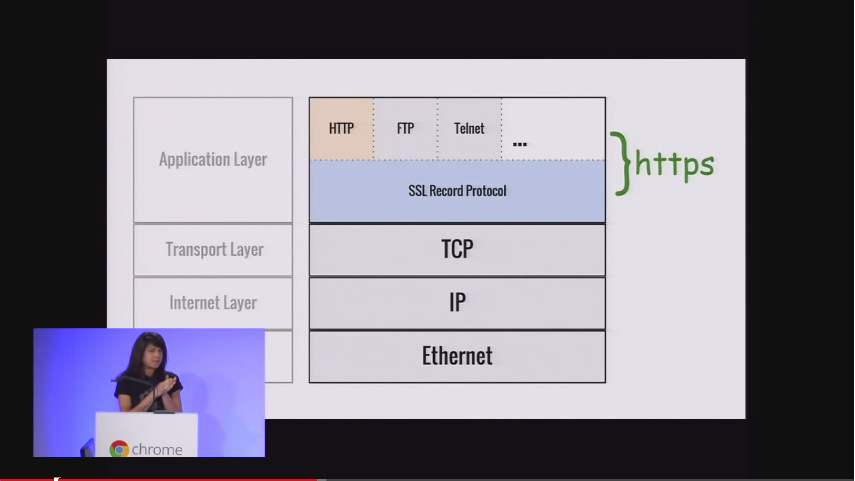 HTTP
FTP
Telnet
...
Application Layer
SSL Record Protocol
https
Transport Layer
TCP
Internet Layer
IP
Ethernet
chrome